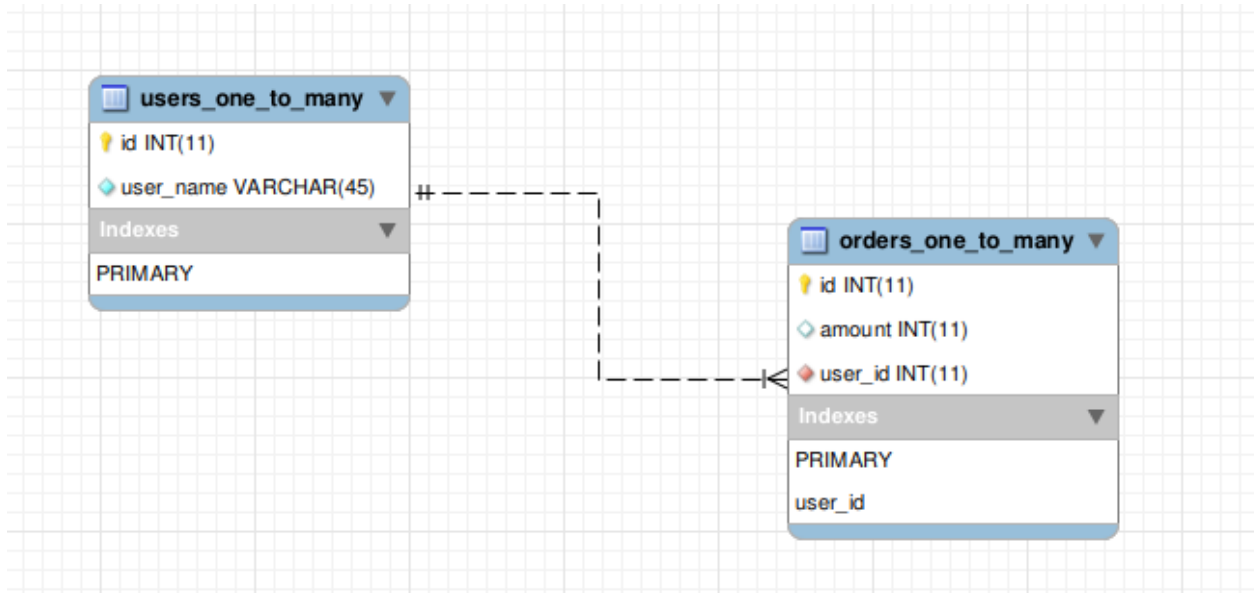 users_one_to_many
id INT(11)
user_name VARCHAR(45)
Indexes
PRIMARY
orders_one_to_many
id INT(11)
amount INT(11)
user_id INT(11)
Indexes
PRIMARY
user_id